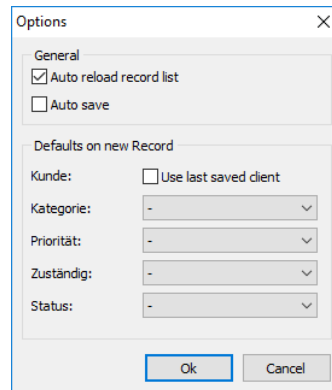 Options
General
Auto reload record list
Auto save
Defaults on new Record
Kunde: Use last saved client
Kategorie: -
Priorität: -
Zuständig: -
Status: -
Ok Cancel